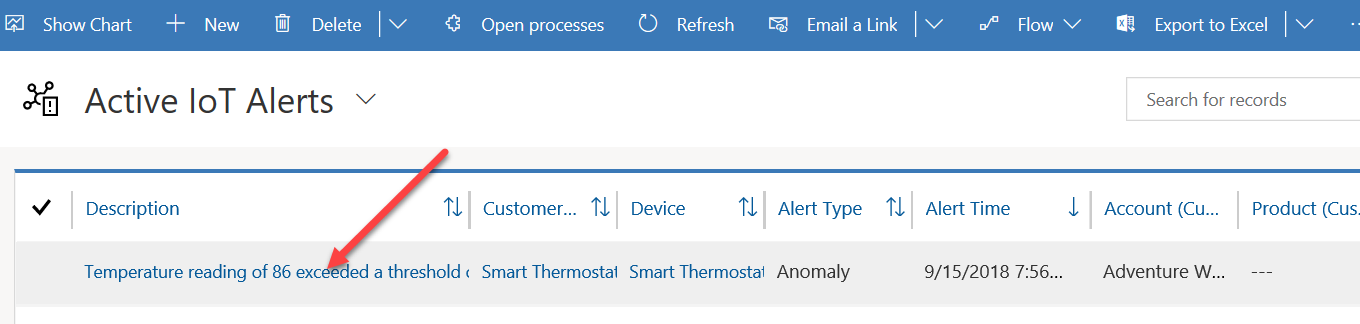 Show Chart New Delete Open processes Refresh Email a Link Flow Export to Excel ...
Active IoT Alerts
Search for records
Description Customer... Device Alert Type Alert Time Account (Cu... Product (Cus.
Temperature reading of 86 exceeded a threshold Smart Thermostat Smart Thermostat Anomaly 9/15/2018 7:56... Adventure W... ---